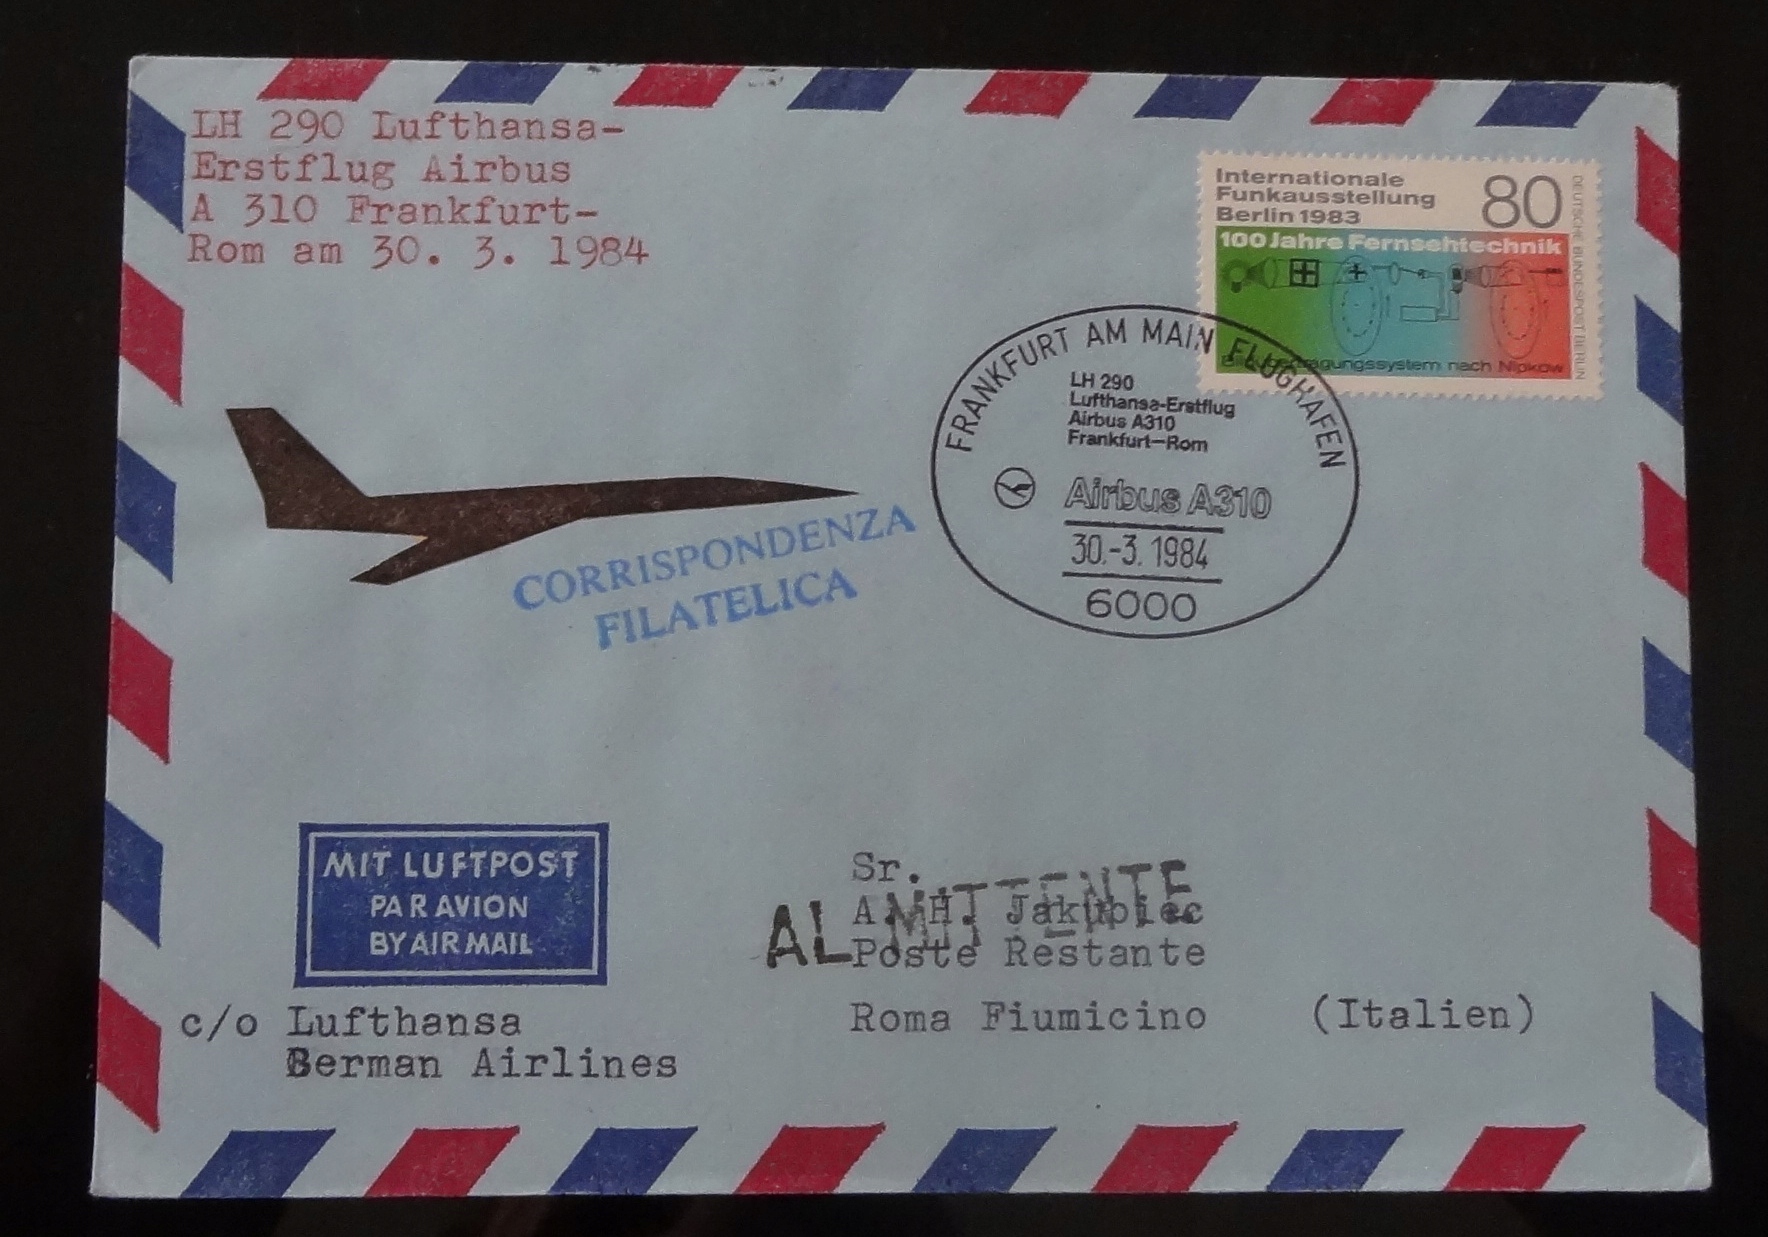 LH 290 Lufthansa-
Erstflug Airbus
A 310 Frankfurt-
Rom am 30. 3. 1984
Internationale
Funkausstellung
Berlin 1983
80
DEUTSCHE BUNDESPOST BERLIN
100 Jahre Fernsehtechnik
nach Nipkow
FRANKFURT AM MAIN FLUGHAFEN
LH 290
Lufthansa-Erstflug
Airbus A310
Frankfurt-Rom
Airbus A310
30.-3. 1984
6000
CORRISPONDENZA
FILATELICA
MIT LUFTPOST
PAR AVION
BY AIR MAIL
Sr.
A. H. Jakubiec
AL MITTENTE
Poste Restante
Roma Fiumicino (Italien)
c/o Lufthansa
German Airlines